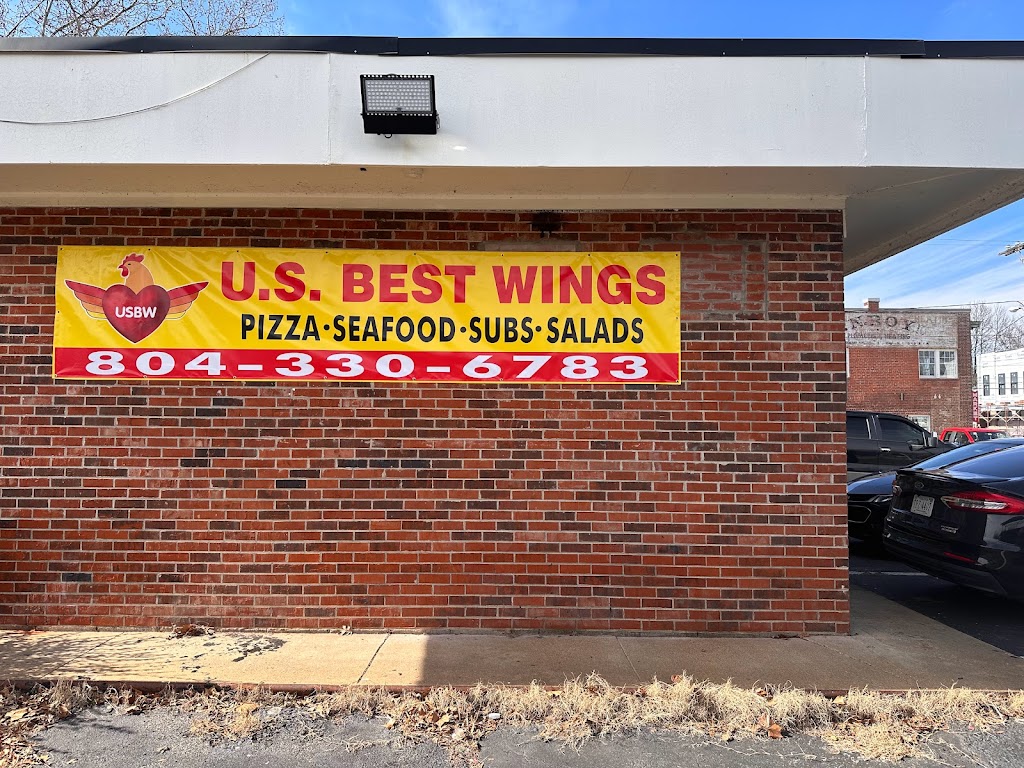 U.S. BEST WINGS
USBW
PIZZA·SEAFOOD·SUBS·SALADS
804-330-6783